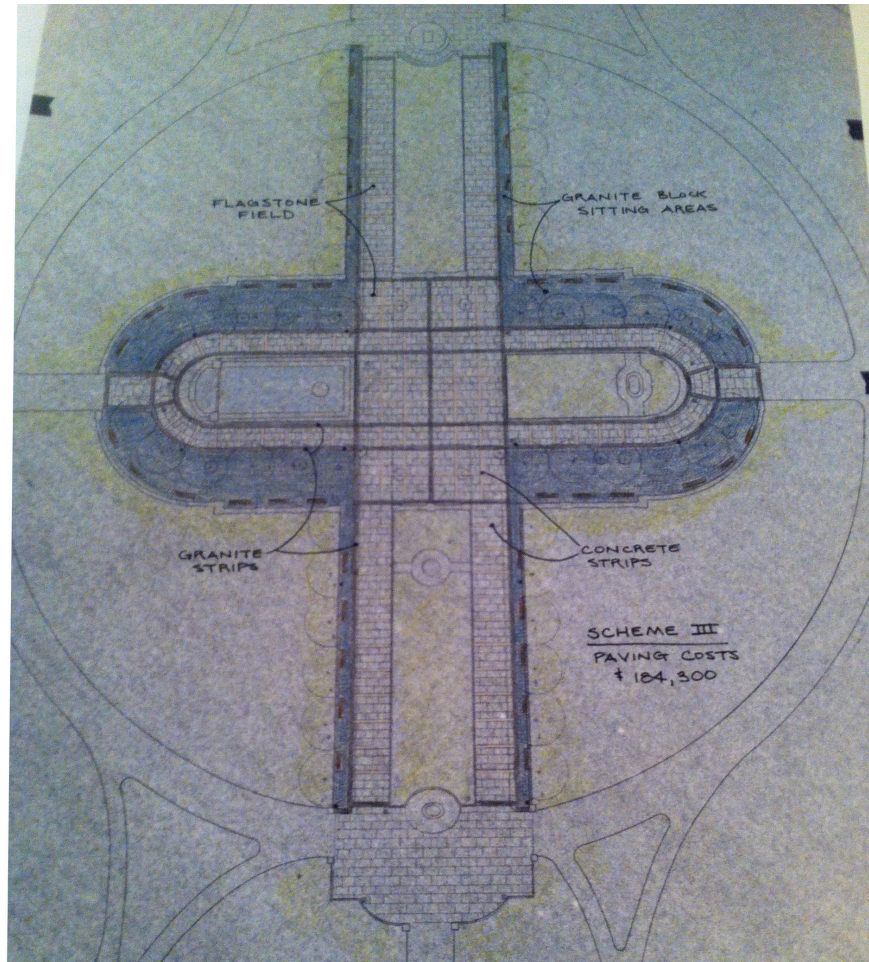 FLAGSTONE
FIELD
GRANITE BLOCK
SITTING AREAS
GRANITE
STRIPS
CONCRETE
STRIPS
SCHEME III
PAVING COSTS
$ 184,300